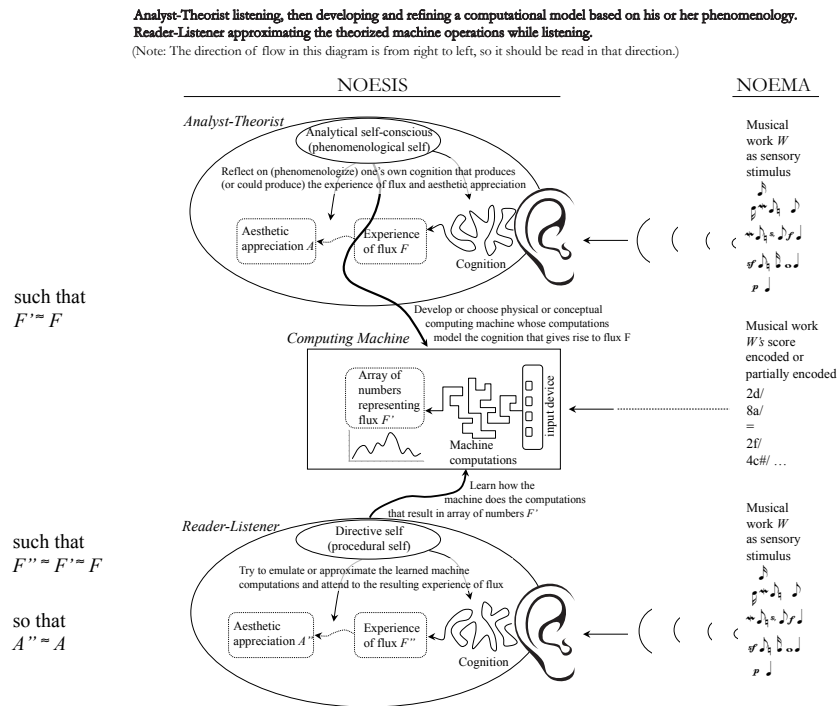 Analyst-Theorist listening, then developing and refining a computational model based on his or her phenomenology.
Reader-Listener approximating the theorized machine operations while listening.
(Note: The direction of flow in this diagram is from right to left, so it should be read in that direction.)
NOESIS
NOEMA
Analyst-Theorist
Analytical self-conscious
(phenomenological self)
Reflect on (phenomenologize) one's own cognition that produces
(or could produce) the experience of flux and aesthetic appreciation
Aesthetic
appreciation A
Experience
of flux F
Cognition
Musical
work W
as sensory
stimulus
such that
F'≈ F
Develop or choose physical or conceptual
computing machine whose computations
model the cognition that gives rise to flux F
Computing Machine
Array of
numbers
representing
flux F'
Machine
computations
input device
Musical work
W's score
encoded or
partially encoded
2d/
8a/
=
2f/
4c#/ …
Learn how the
machine does the computations
that result in array of numbers F'
such that
F''≈ F'≈ F
so that
A''≈ A
Reader-Listener
Directive self
(procedural self)
Try to emulate or approximate the learned machine
computations and attend to the resulting experience of flux
Aesthetic
appreciation A''
Experience
of flux F''
Cognition
Musical
work W
as sensory
stimulus